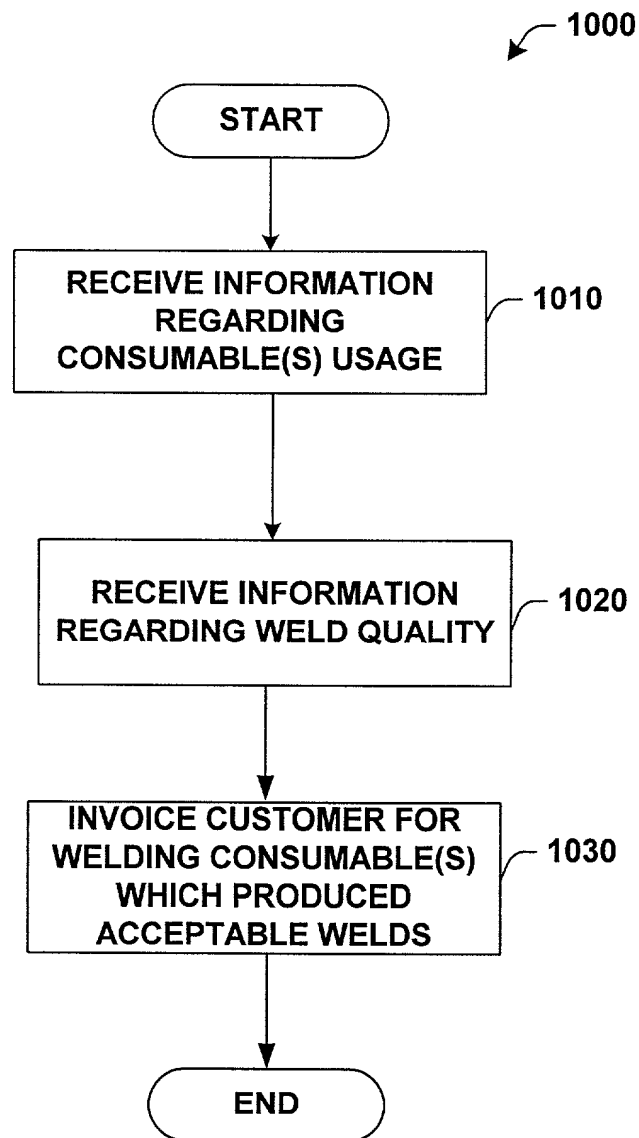 1000
START
RECEIVE INFORMATION
REGARDING
CONSUMABLE(S) USAGE
1010
RECEIVE INFORMATION
REGARDING WELD QUALITY
1020
INVOICE CUSTOMER FOR
WELDING CONSUMABLE(S)
WHICH PRODUCED
ACCEPTABLE WELDS
1030
END